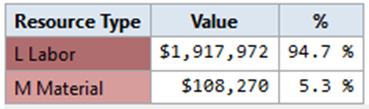 Resource Type Value %
L Labor $1,917,972 94.7 %
M Material $108,270 5.3 %